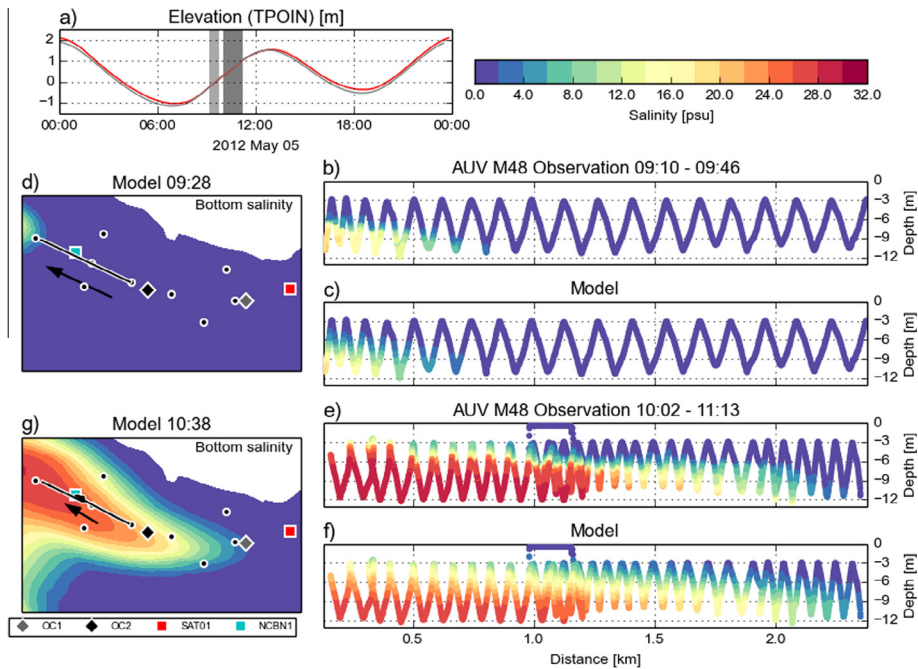 a) Elevation (TPOIN) [m]
2
1
0
−1
00:00 06:00 12:00 18:00 00:00
2012 May 05
0.0 4.0 8.0 12.0 16.0 20.0 24.0 28.0 32.0
Salinity [psu]
d) Model 09:28
Bottom salinity
b) AUV M48 Observation 09:10 - 09:46
0
−3
−6
−9
−12
Depth [m]
c) Model
0
−3
−6
−9
−12
Depth [m]
g) Model 10:38
Bottom salinity
OC1 OC2 SAT01 NCBN1
e) AUV M48 Observation 10:02 - 11:13
0
−3
−6
−9
−12
Depth [m]
f) Model
0
−3
−6
−9
−12
Depth [m]
0.5 1.0 1.5 2.0
Distance [km]